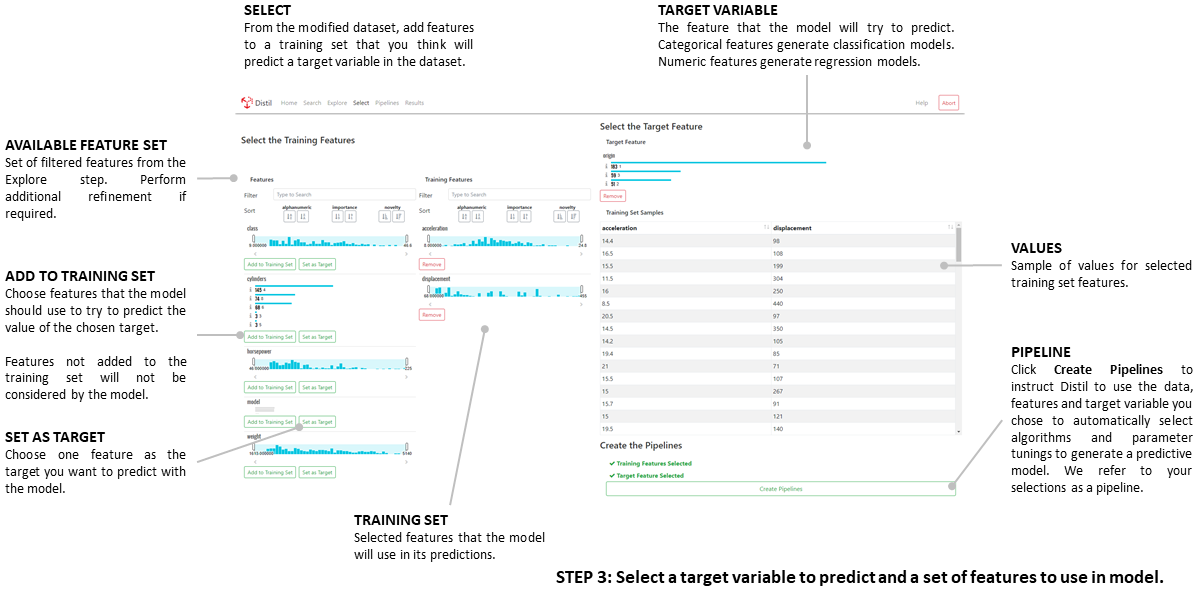 SELECT
From the modified dataset, add features
to a training set that you think will
predict a target variable in the dataset.
TARGET VARIABLE
The feature that the model will try to predict.
Categorical features generate classification models.
Numeric features generate regression models.
Distil Home Search Explore Select Pipelines Results Help Abort
AVAILABLE FEATURE SET
Set of filtered features from the
Explore step. Perform
additional refinement if
required.
ADD TO TRAINING SET
Choose features that the model
should use to try to predict the
value of the chosen target.
Features not added to the
training set will not be
considered by the model.
SET AS TARGET
Choose one feature as the
target you want to predict with
the model.
Select the Training Features
Features
Filter Type to Search
Sort alphanumeric importance novelty
class
Add to Training Set Set as Target
cylinders
145 4
74 8
68 6
3 3
3 5
Add to Training Set Set as Target
horsepower
Add to Training Set Set as Target
model
Add to Training Set Set as Target
weight
Add to Training Set Set as Target
Training Features
Filter Type to Search
Sort alphanumeric importance novelty
acceleration
Remove
displacement
Remove
TRAINING SET
Selected features that the model
will use in its predictions.
Select the Target Feature
Target Feature
origin
183 1
59 3
51 2
Remove
Training Set Samples
acceleration displacement
14.4 98
16.5 108
15.5 199
11.5 304
16 250
8.5 440
20.5 97
14.5 350
14.2 105
19.4 85
21 71
15.5 107
15 267
15.7 91
15 121
19.5 140
Create the Pipelines
Training Features Selected
Target Feature Selected
Create Pipelines
VALUES
Sample of values for selected
training set features.
PIPELINE
Click Create Pipelines to
instruct Distil to use the data,
features and target variable you
chose to automatically select
algorithms and parameter
tunings to generate a predictive
model. We refer to your
selections as a pipeline.
STEP 3: Select a target variable to predict and a set of features to use in model.